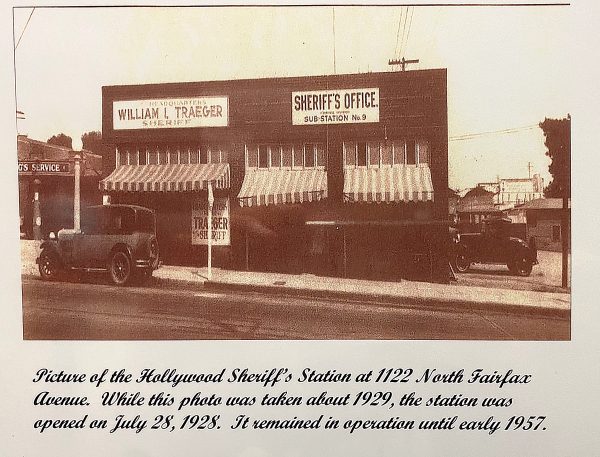 HEADQUARTERS
WILLIAM I. TRAEGER
SHERIFF
SHERIFF'S OFFICE.
SUB-STATION No. 9
'S SERVICE
TRAEGER
SHERIFF
Picture of the Hollywood Sheriff's Station at 1122 North Fairfax
Avenue. While this photo was taken about 1929, the station was
opened on July 28, 1928. It remained in operation until early 1957.